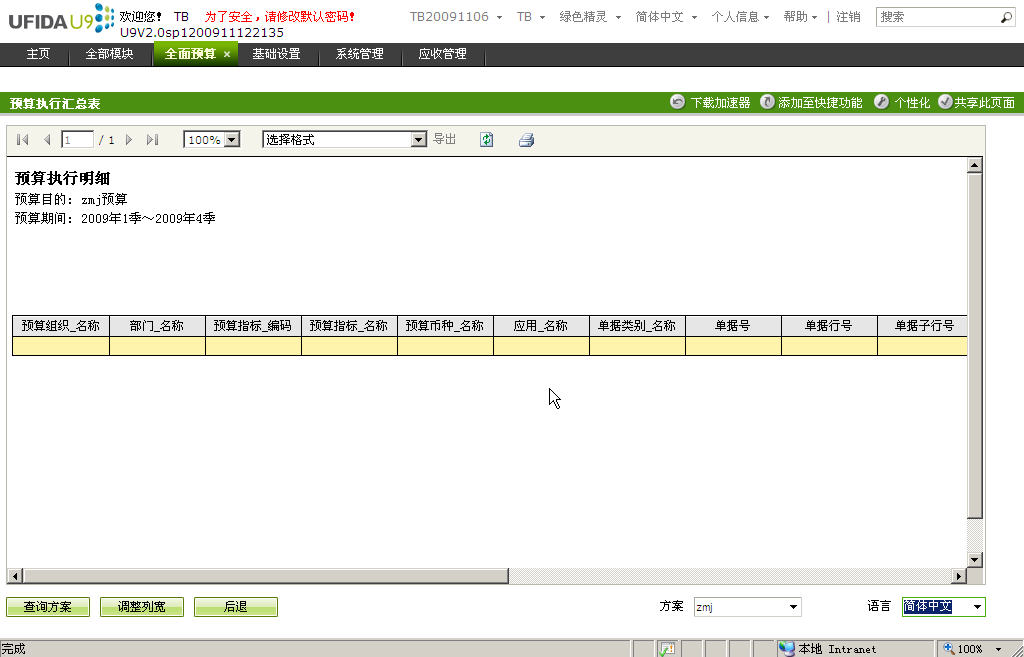 UFIDA U9 欢迎您! TB 为了安全，请修改默认密码! TB20091106 TB 绿色精灵 简体中文 个人信息 帮助 | 注销 搜索
U9V2.0sp1200911122135
主页 全部模块 全面预算 × 基础设置 系统管理 应收管理
预算执行汇总表 下载加速器 添加至快捷功能 个性化 共享此页面
1 / 1 100% 选择格式 导出
预算执行明细
预算目的: zmj预算
预算期间: 2009年1季～2009年4季
预算组织_名称 部门_名称 预算指标_编码 预算指标_名称 预算币种_名称 应用_名称 单据类别_名称 单据号 单据行号 单据子行号
查询方案 调整列宽 后退 方案 zmj 语言 简体中文
完成 本地 Intranet 100%